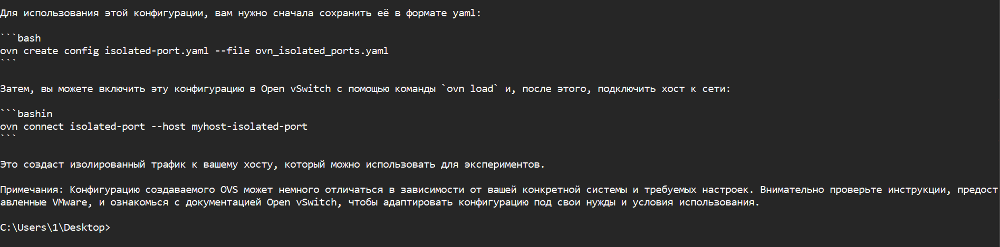 Для использования этой конфигурации, вам нужно сначала сохранить её в формате yaml:
```bash
ovn create config isolated-port.yaml --file ovn_isolated_ports.yaml
```
Затем, вы можете включить эту конфигурацию в Open vSwitch с помощью команды `ovn load` и, после этого, подключить хост к сети:
```bashin
ovn connect isolated-port --host myhost-isolated-port
```
Это создаст изолированный трафик к вашему хосту, который можно использовать для экспериментов.
Примечания: Конфигурацию создаваемого OVS может немного отличаться в зависимости от вашей конкретной системы и требуемых настроек. Внимательно проверьте инструкции, предост
авленные VMware, и ознакомься с документацией Open vSwitch, чтобы адаптировать конфигурацию под свои нужды и условия использования.
C:\Users\1\Desktop>